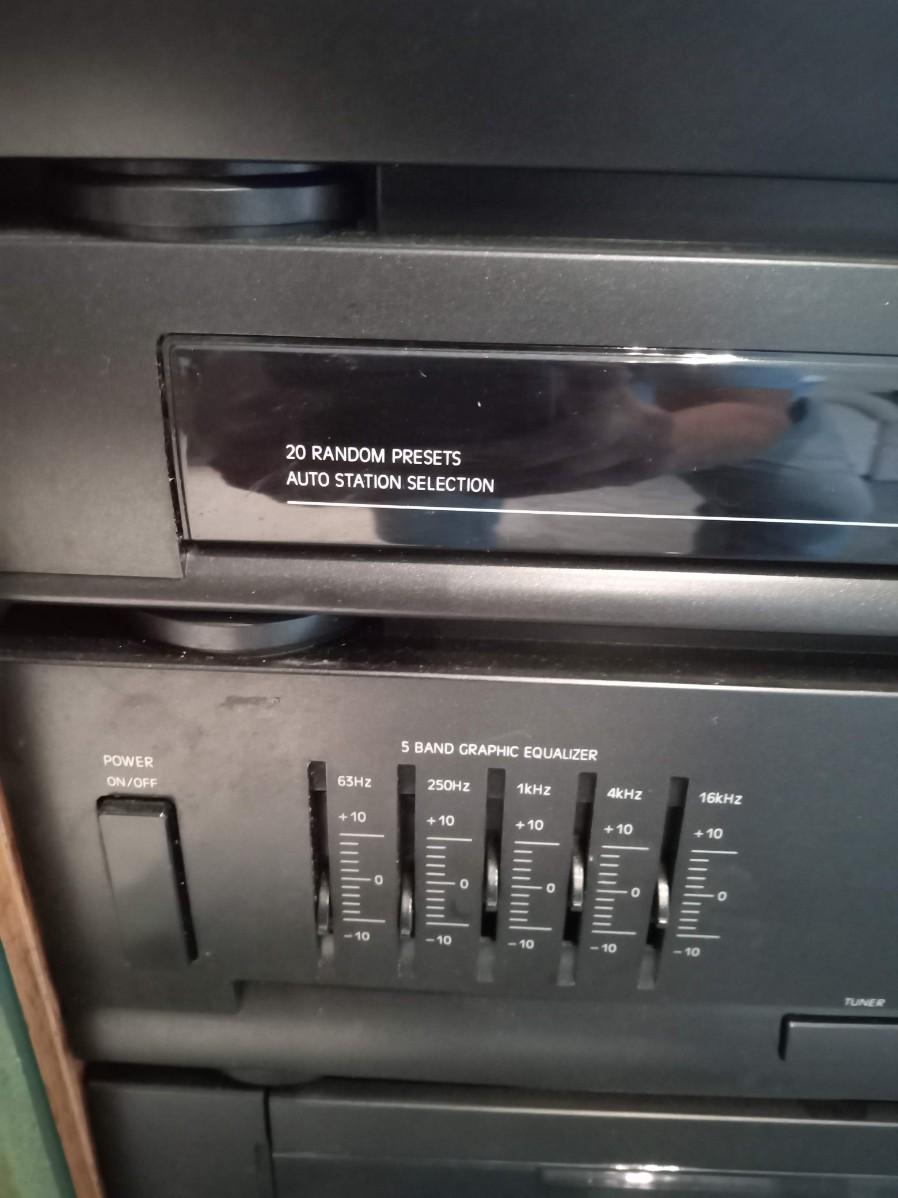 20 RANDOM PRESETS
AUTO STATION SELECTION
5 BAND GRAPHIC EQUALIZER
POWER
ON/OFF
63Hz 250Hz 1kHz 4kHz 16kHz
+10 +10 +10 +10 +10
0 0 0 0 0
-10 -10 -10 -10 -10
TUNER